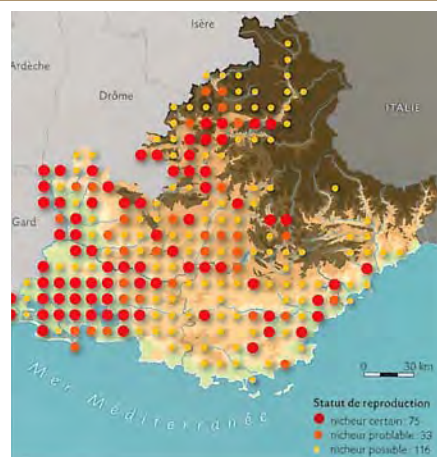 Isère
Ardèche
Drôme
ITALIE
Gard
Mer Méditerranée
0 30 km
Statut de reproduction
nicheur certain : 75
nicheur problable : 33
nicheur possible : 116